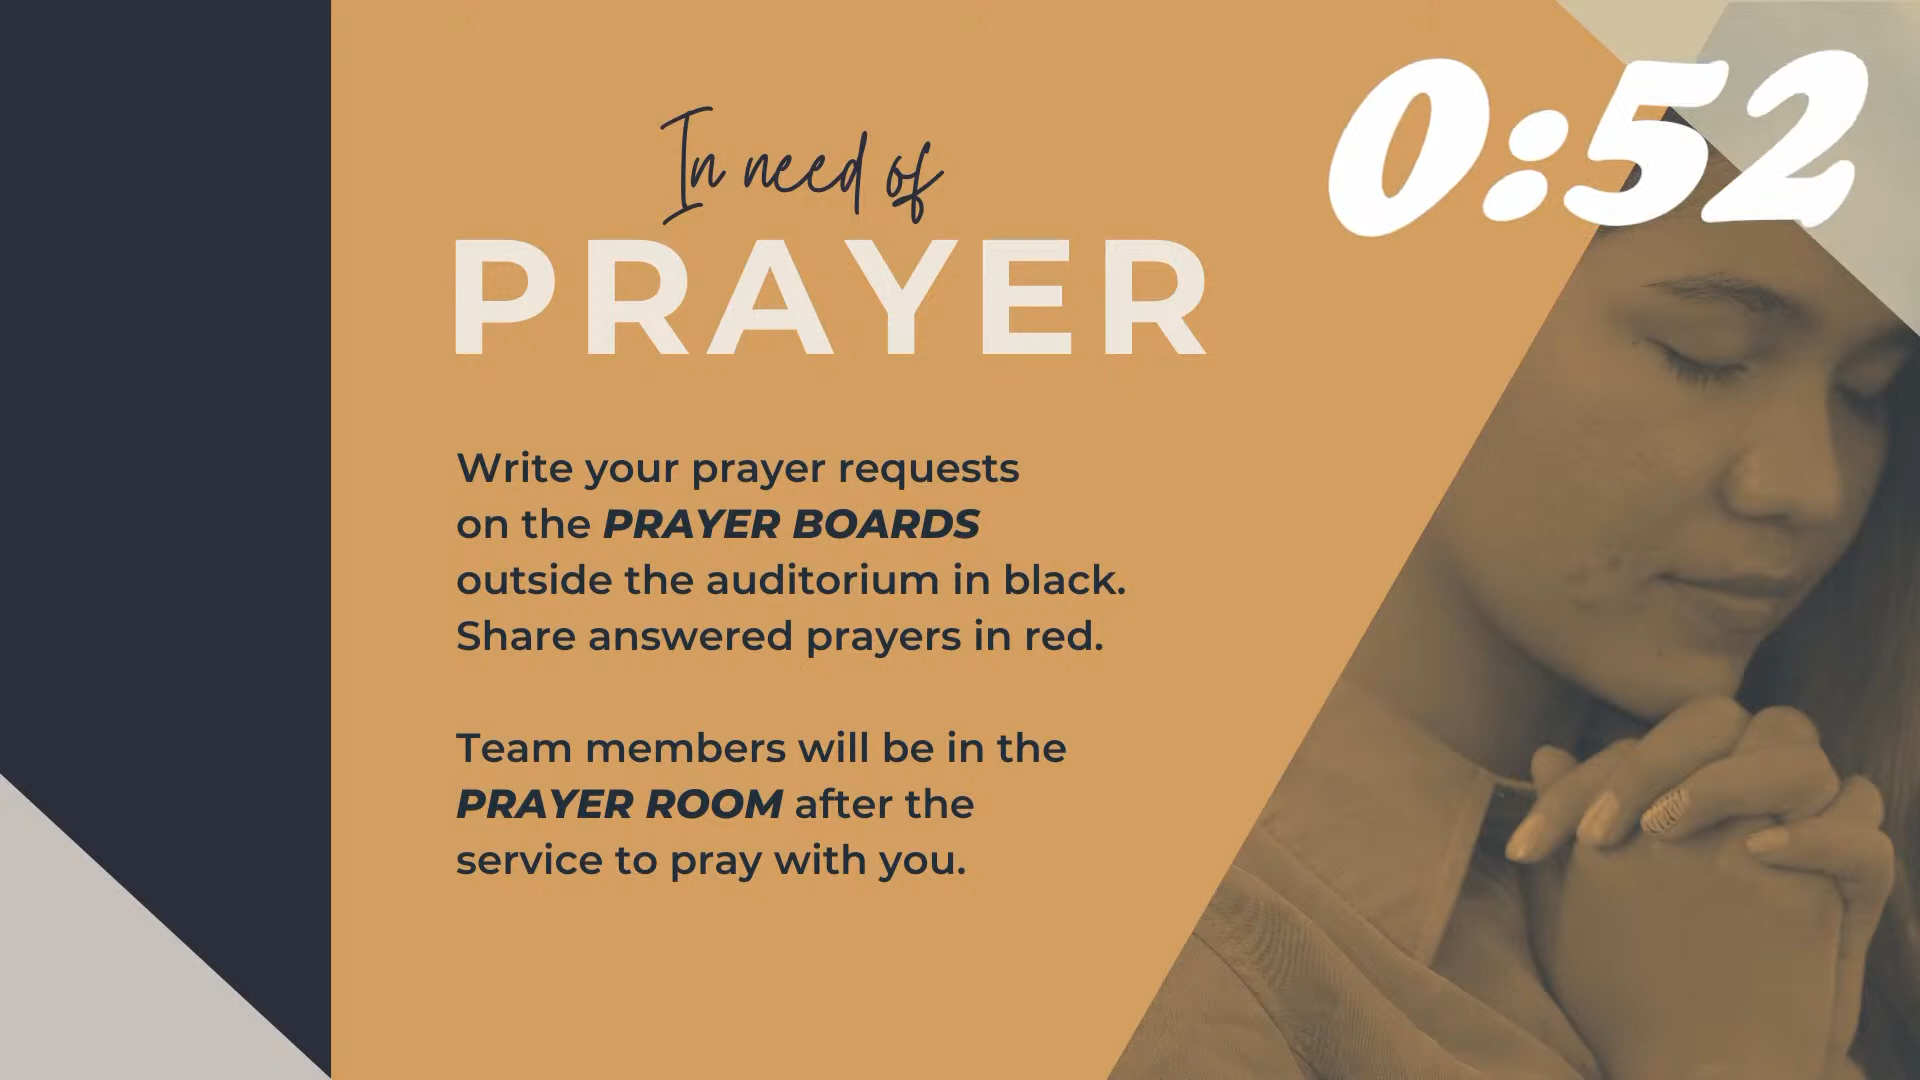 0:52
In need of
PRAYER
Write your prayer requests
on the PRAYER BOARDS
outside the auditorium in black.
Share answered prayers in red.
Team members will be in the
PRAYER ROOM after the
service to pray with you.